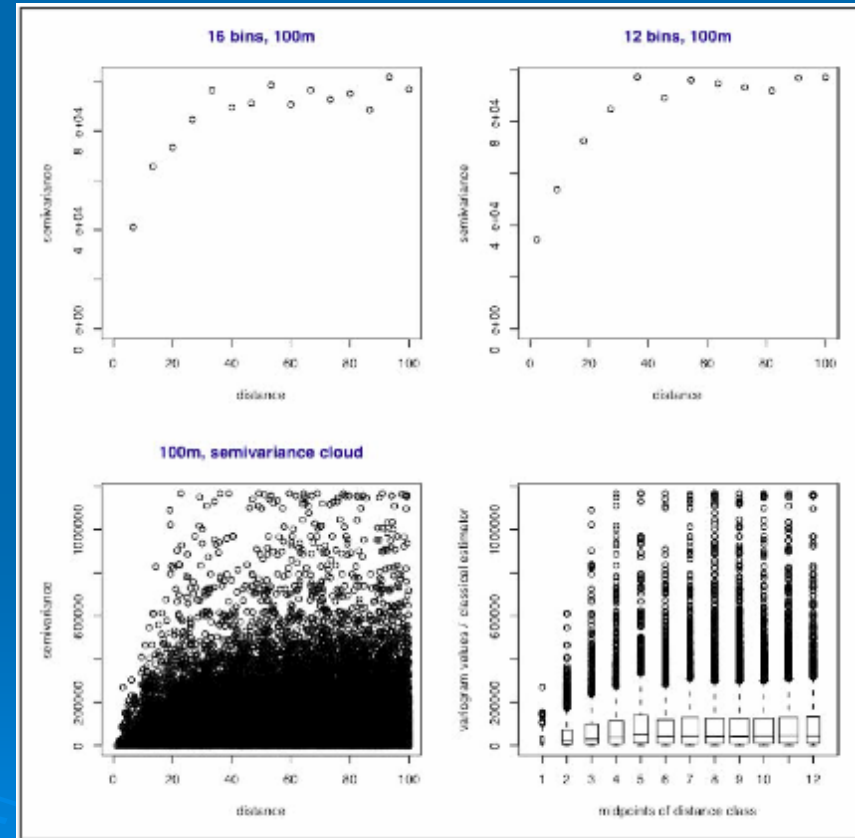 16 bins, 100m
semivariance
0 e+00 4 e+04 8 e+04
0 20 40 60 80 100
distance
12 bins, 100m
semivariance
0 e+00 4 e+04 8 e+04
0 20 40 60 80 100
distance
100m, semivariance cloud
semivariance
0 200000 600000 1000000
0 20 40 60 80 100
distance
variogram values / classical estimator
0 200000 600000 1000000
1 2 3 4 5 6 7 8 9 10 12
midpoints of distance class